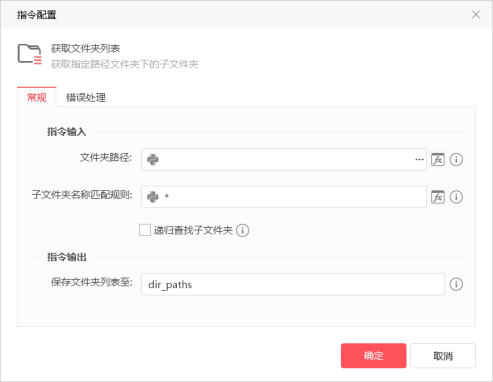 指令配置
获取文件夹列表
获取指定路径文件夹下的子文件夹
常规 错误处理
指令输入
文件夹路径: ...
子文件夹名称匹配规则: *
递归查找子文件夹
指令输出
保存文件夹列表至: dir_paths
确定 取消